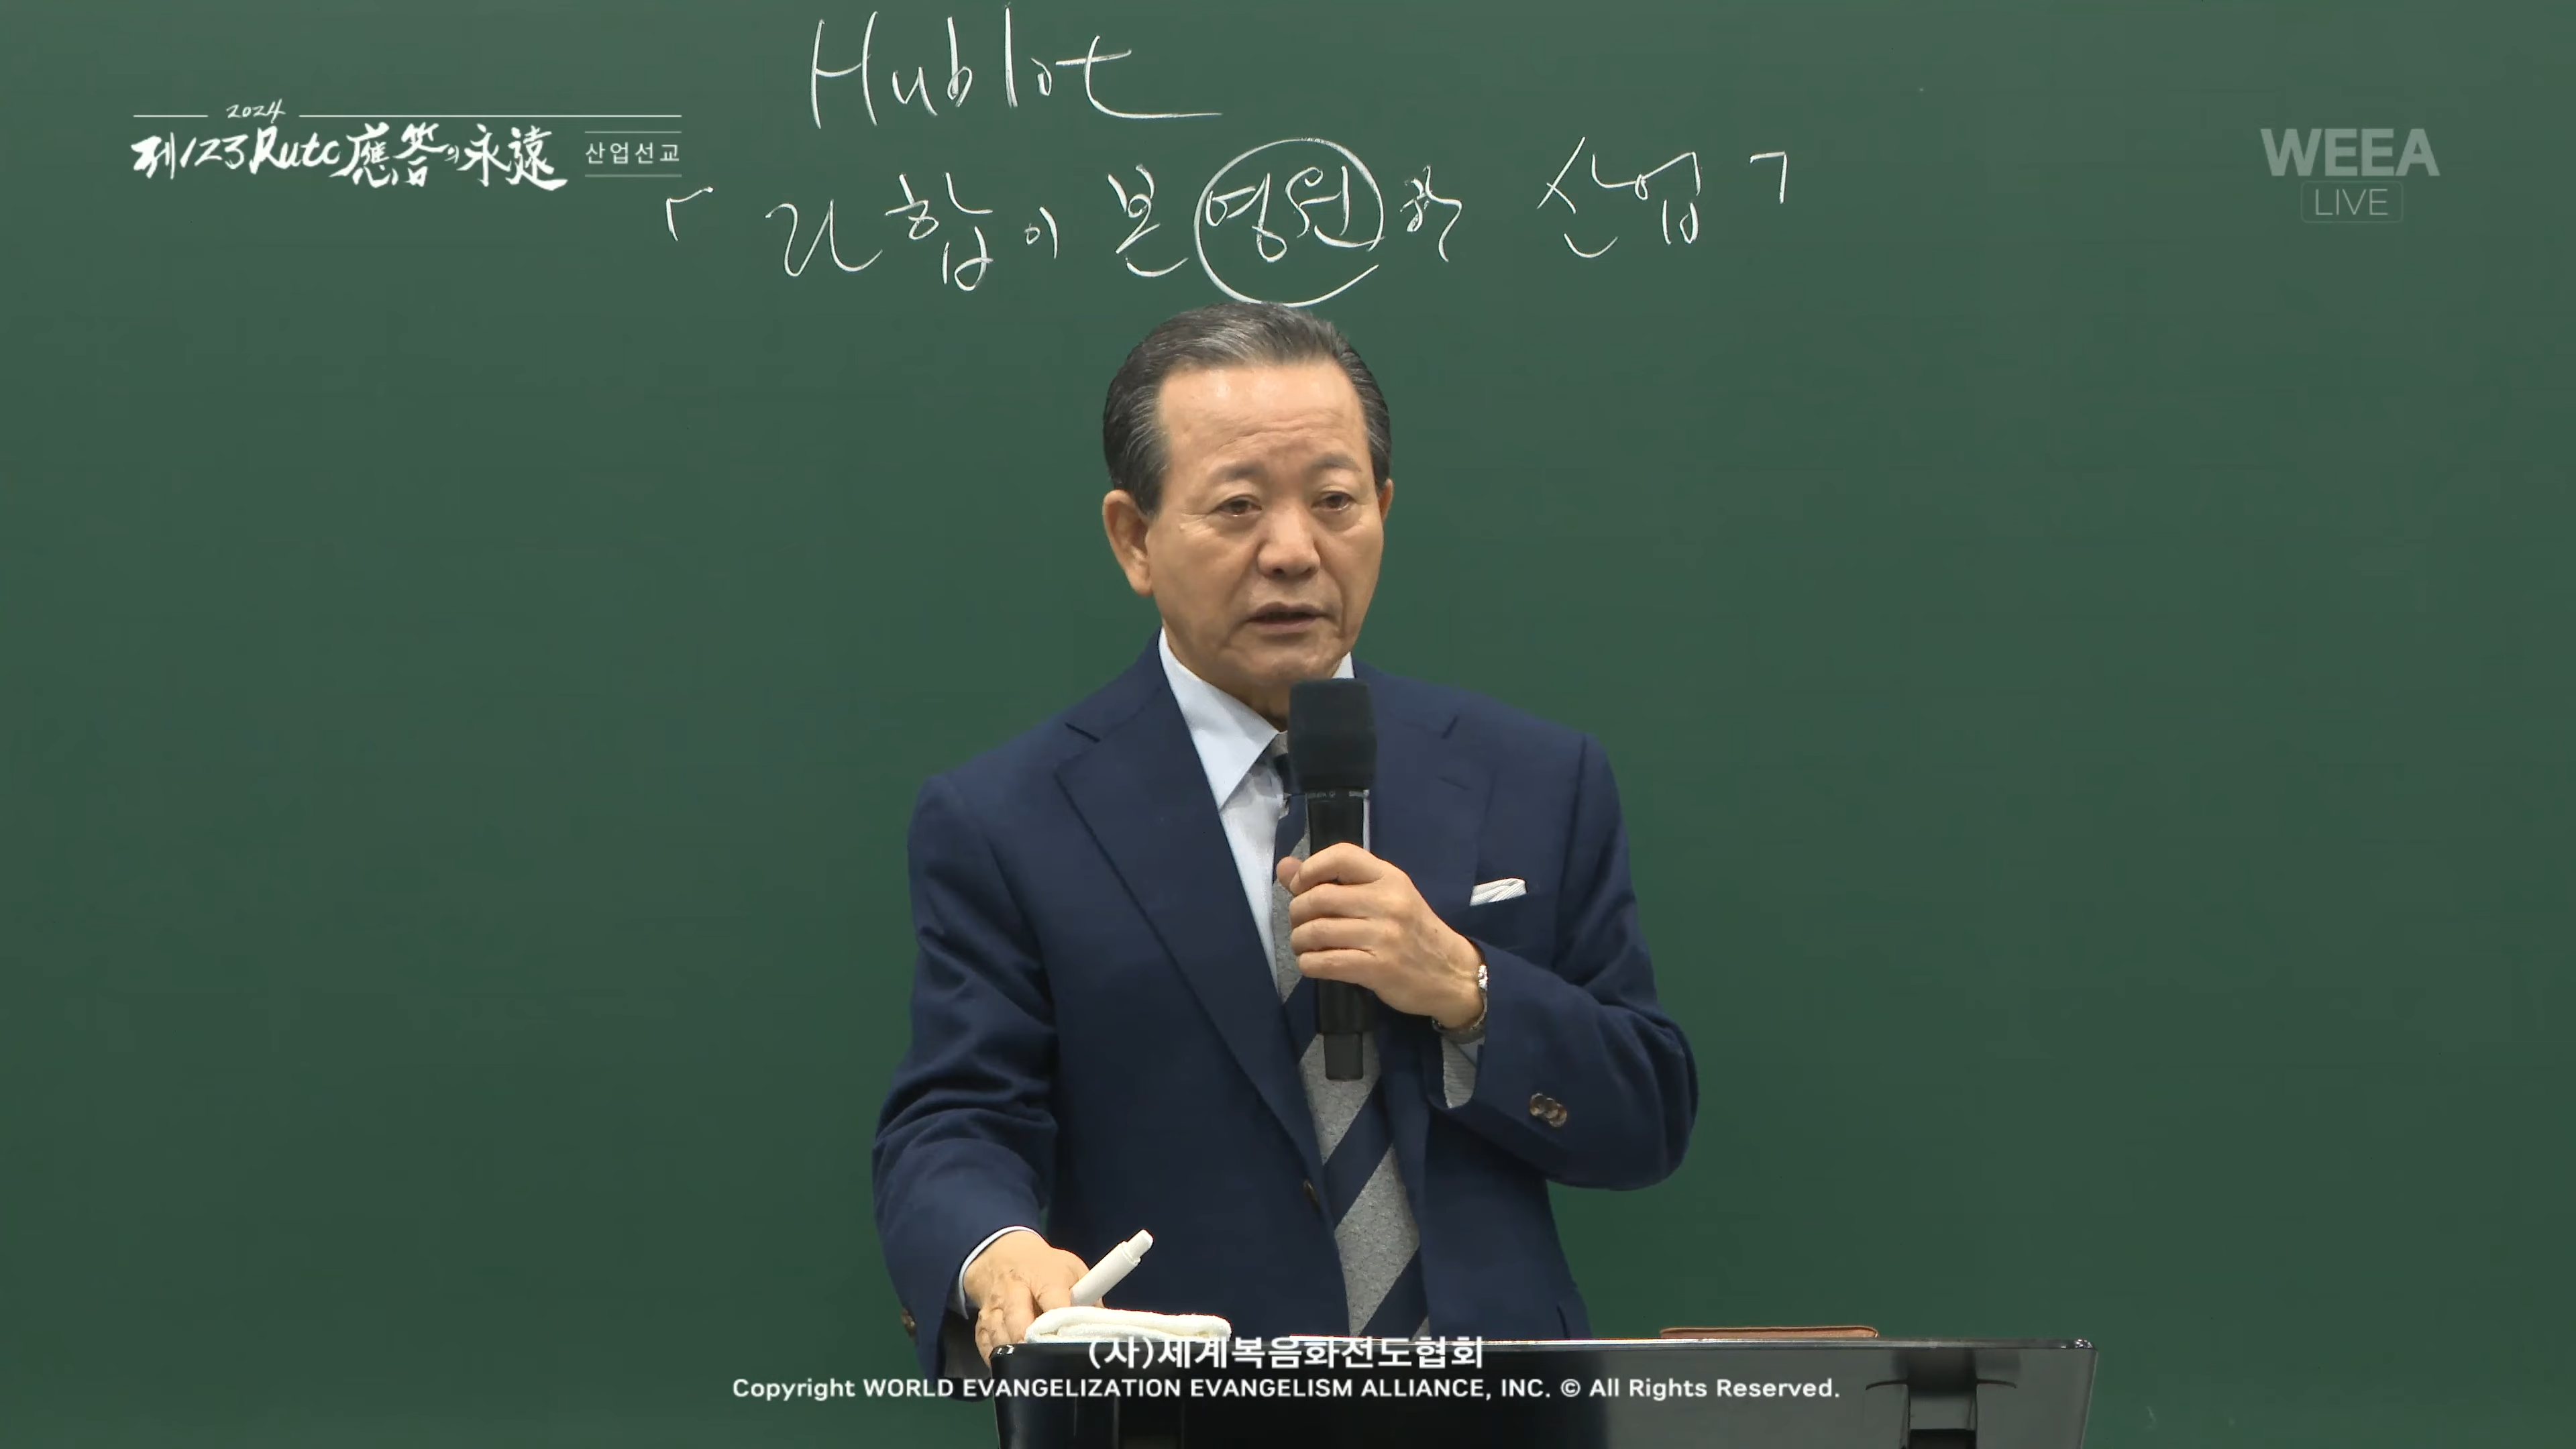 Hublot
2024
제123 Rutc 應答의 永遠 산업선교
WEEA
LIVE
「 라합이 본 영원한 산업 ㄱ
(사)세계복음화전도협회
Copyright WORLD EVANGELIZATION EVANGELISM ALLIANCE, INC. © All Rights Reserved.